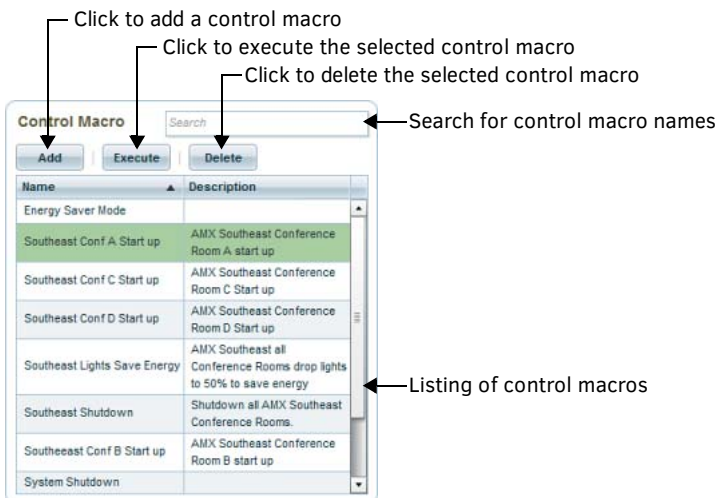 Click to add a control macro
Click to execute the selected control macro
Click to delete the selected control macro
Control Macro
Search
Search for control macro names
Add
Execute
Delete
Name
Description
Energy Saver Mode
Southeast Conf A Start up
AMX Southeast Conference
Room A start up
Southeast Conf C Start up
AMX Southeast Conference
Room C Start up
Southeast Conf D Start up
AMX Southeast Conference
Room D Start up
Southeast Lights Save Energy
AMX Southeast all
Conference Rooms drop lights
to 50% to save energy
Listing of control macros
Southeast Shutdown
Shutdown all AMX Southeast
Conference Rooms.
Southeeast Conf B Start up
AMX Southeast Conference
Room B start up
System Shutdown